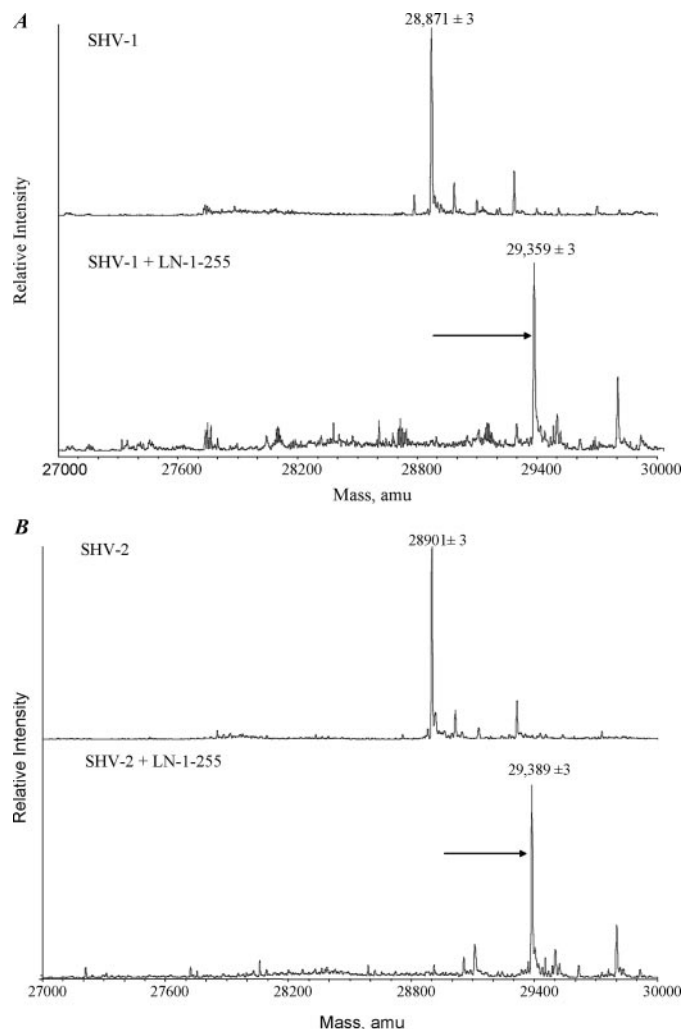 A
SHV-1
28,871 ± 3
SHV-1 + LN-1-255
29,359 ± 3
Relative Intensity
27000 27600 28200 28800 29400 30000
Mass, amu
B
SHV-2
28901± 3
SHV-2 + LN-1-255
29,389 ±3
Relative Intensity
27000 27600 28200 28800 29400 30000
Mass, amu